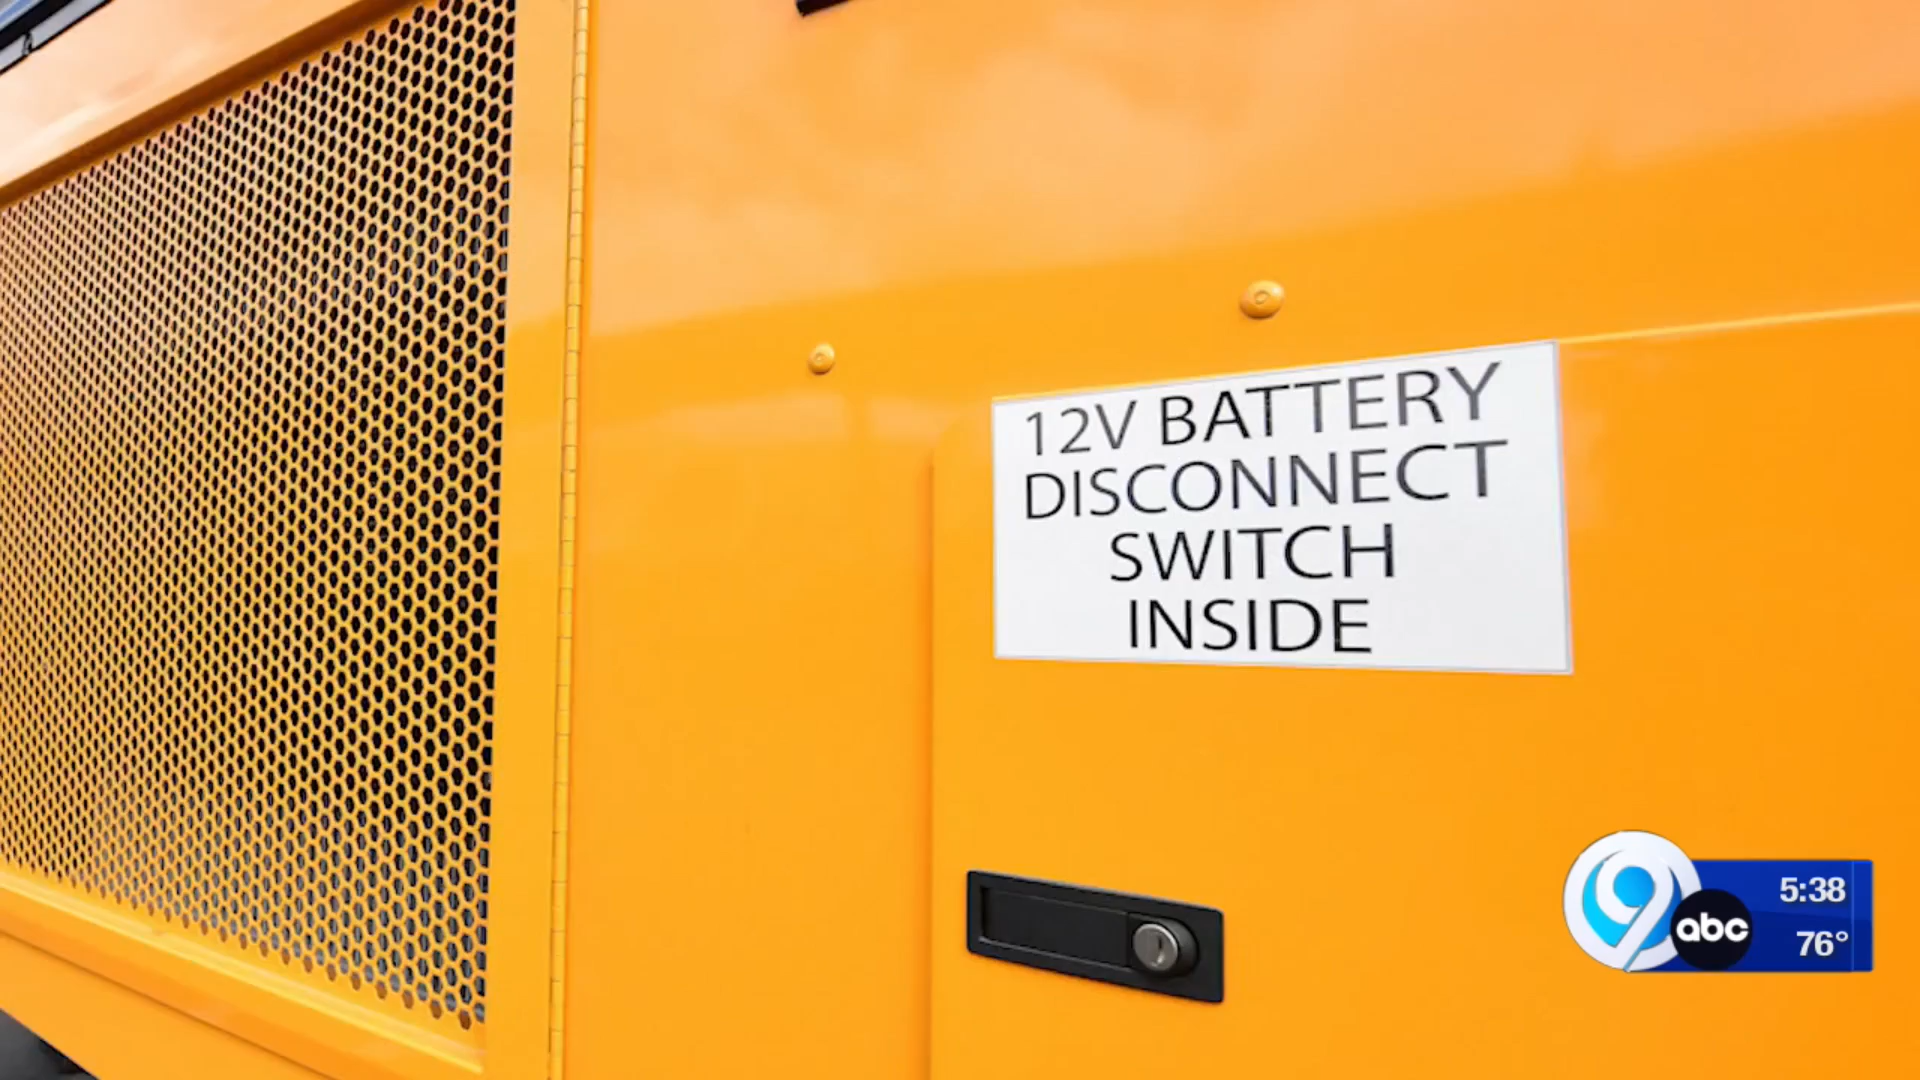 12V BATTERY
DISCONNECT
SWITCH
INSIDE
9
abc
5:38
76°